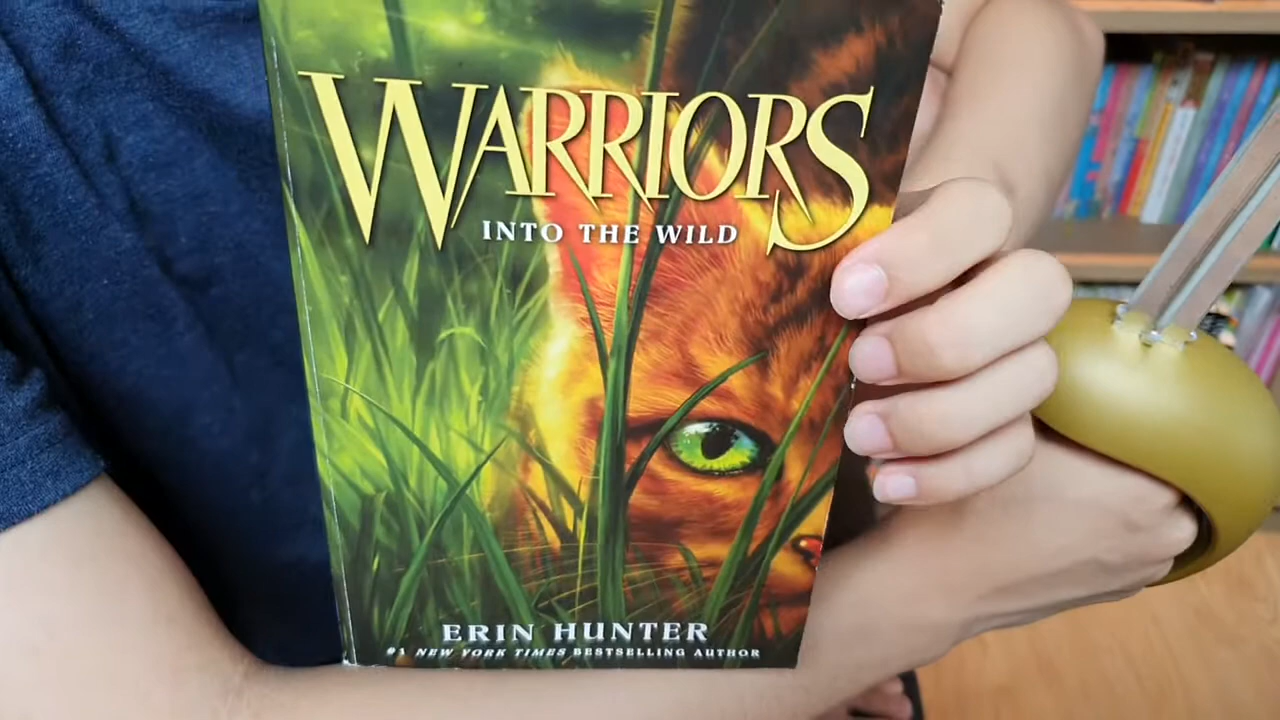 WARRIORS
INTO THE WILD
ERIN HUNTER
#1 NEW YORK TIMES BESTSELLING AUTHOR